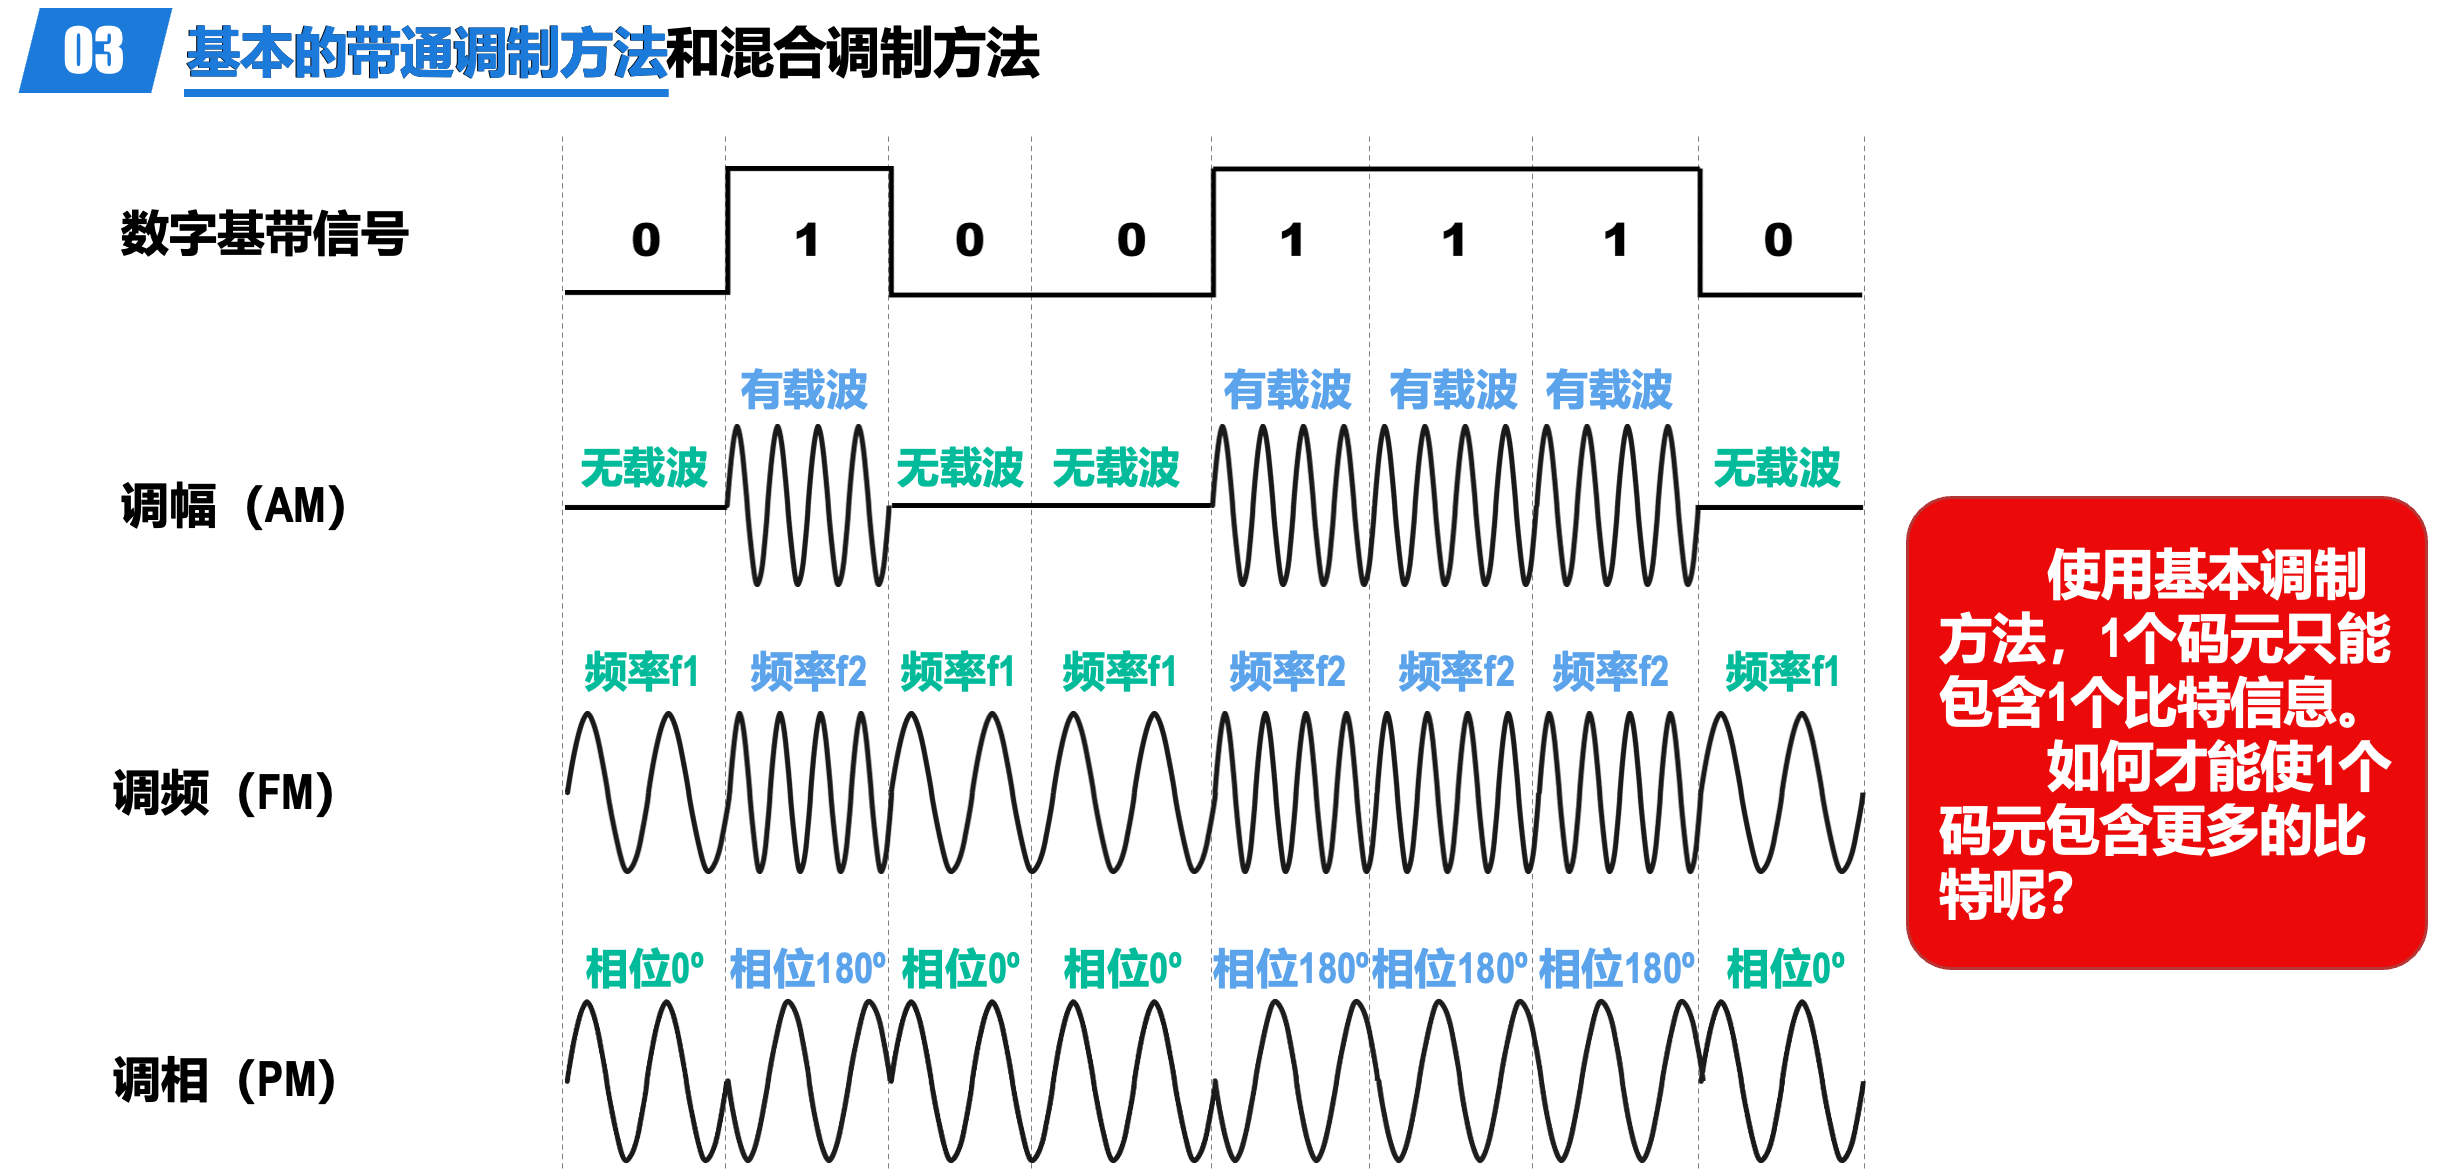 03 基本的带通调制方法和混合调制方法
数字基带信号 0 1 0 0 1 1 1 0
有载波 有载波 有载波 有载波
无载波 无载波 无载波 无载波
调幅（AM）
使用基本调制
方法，1个码元只能
包含1个比特信息。
如何才能使1个
码元包含更多的比
特呢？
频率f1 频率f2 频率f1 频率f1 频率f2 频率f2 频率f2 频率f1
调频（FM）
相位0º 相位180º 相位0º 相位0º 相位180º 相位180º 相位180º 相位0º
调相（PM）